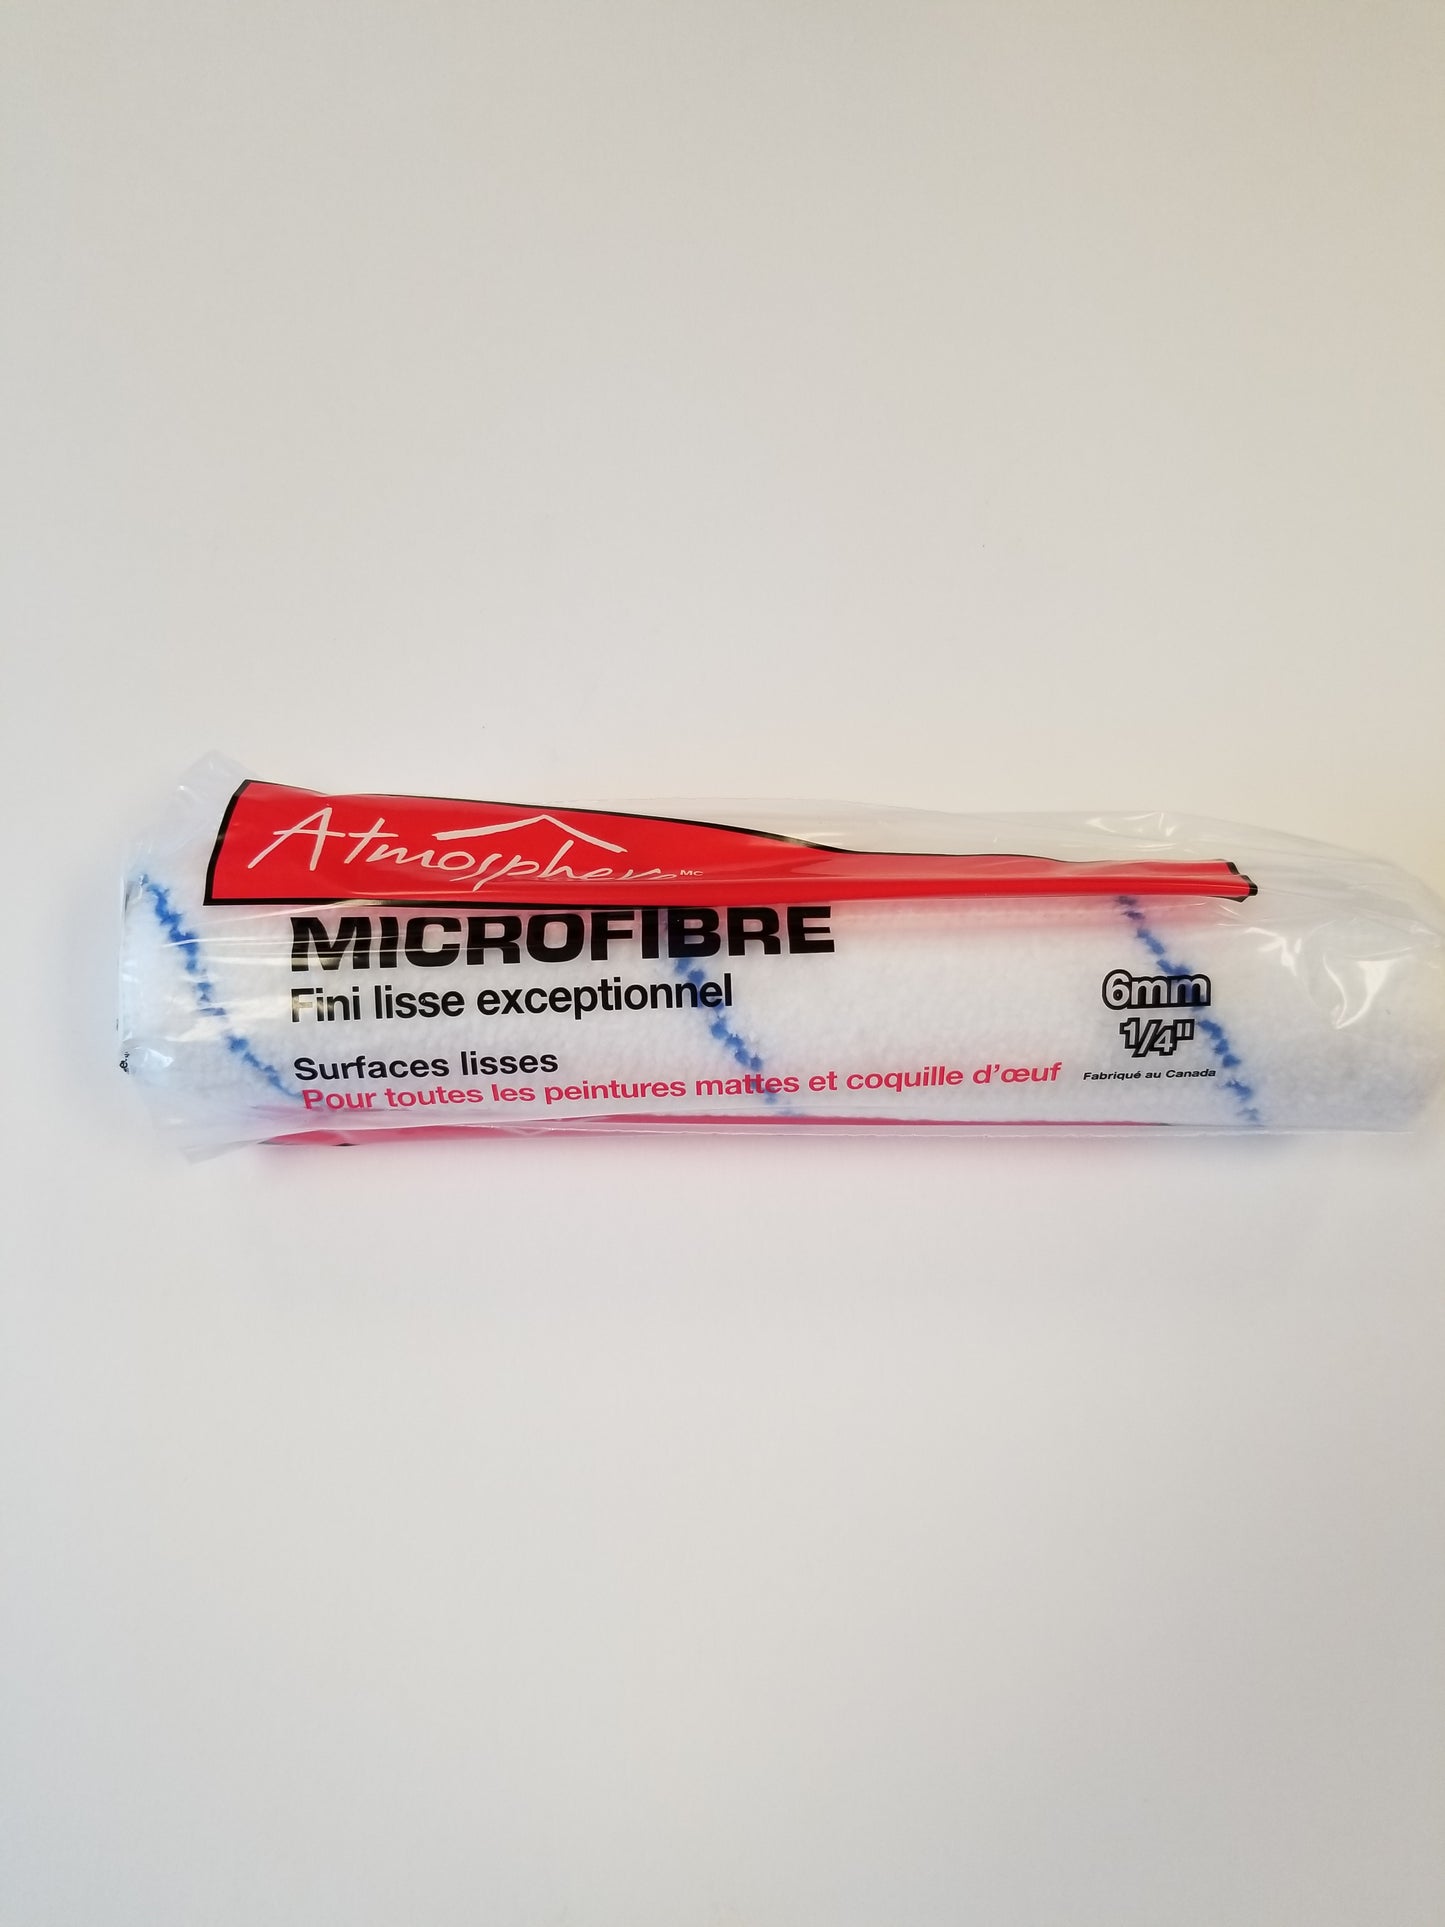 Atmosphere MC
MICROFIBRE
Fini lisse exceptionnel
Surfaces lisses
Pour toutes les peintures mattes et coquille d'œuf
6mm
1/4"
Fabriqué au Canada